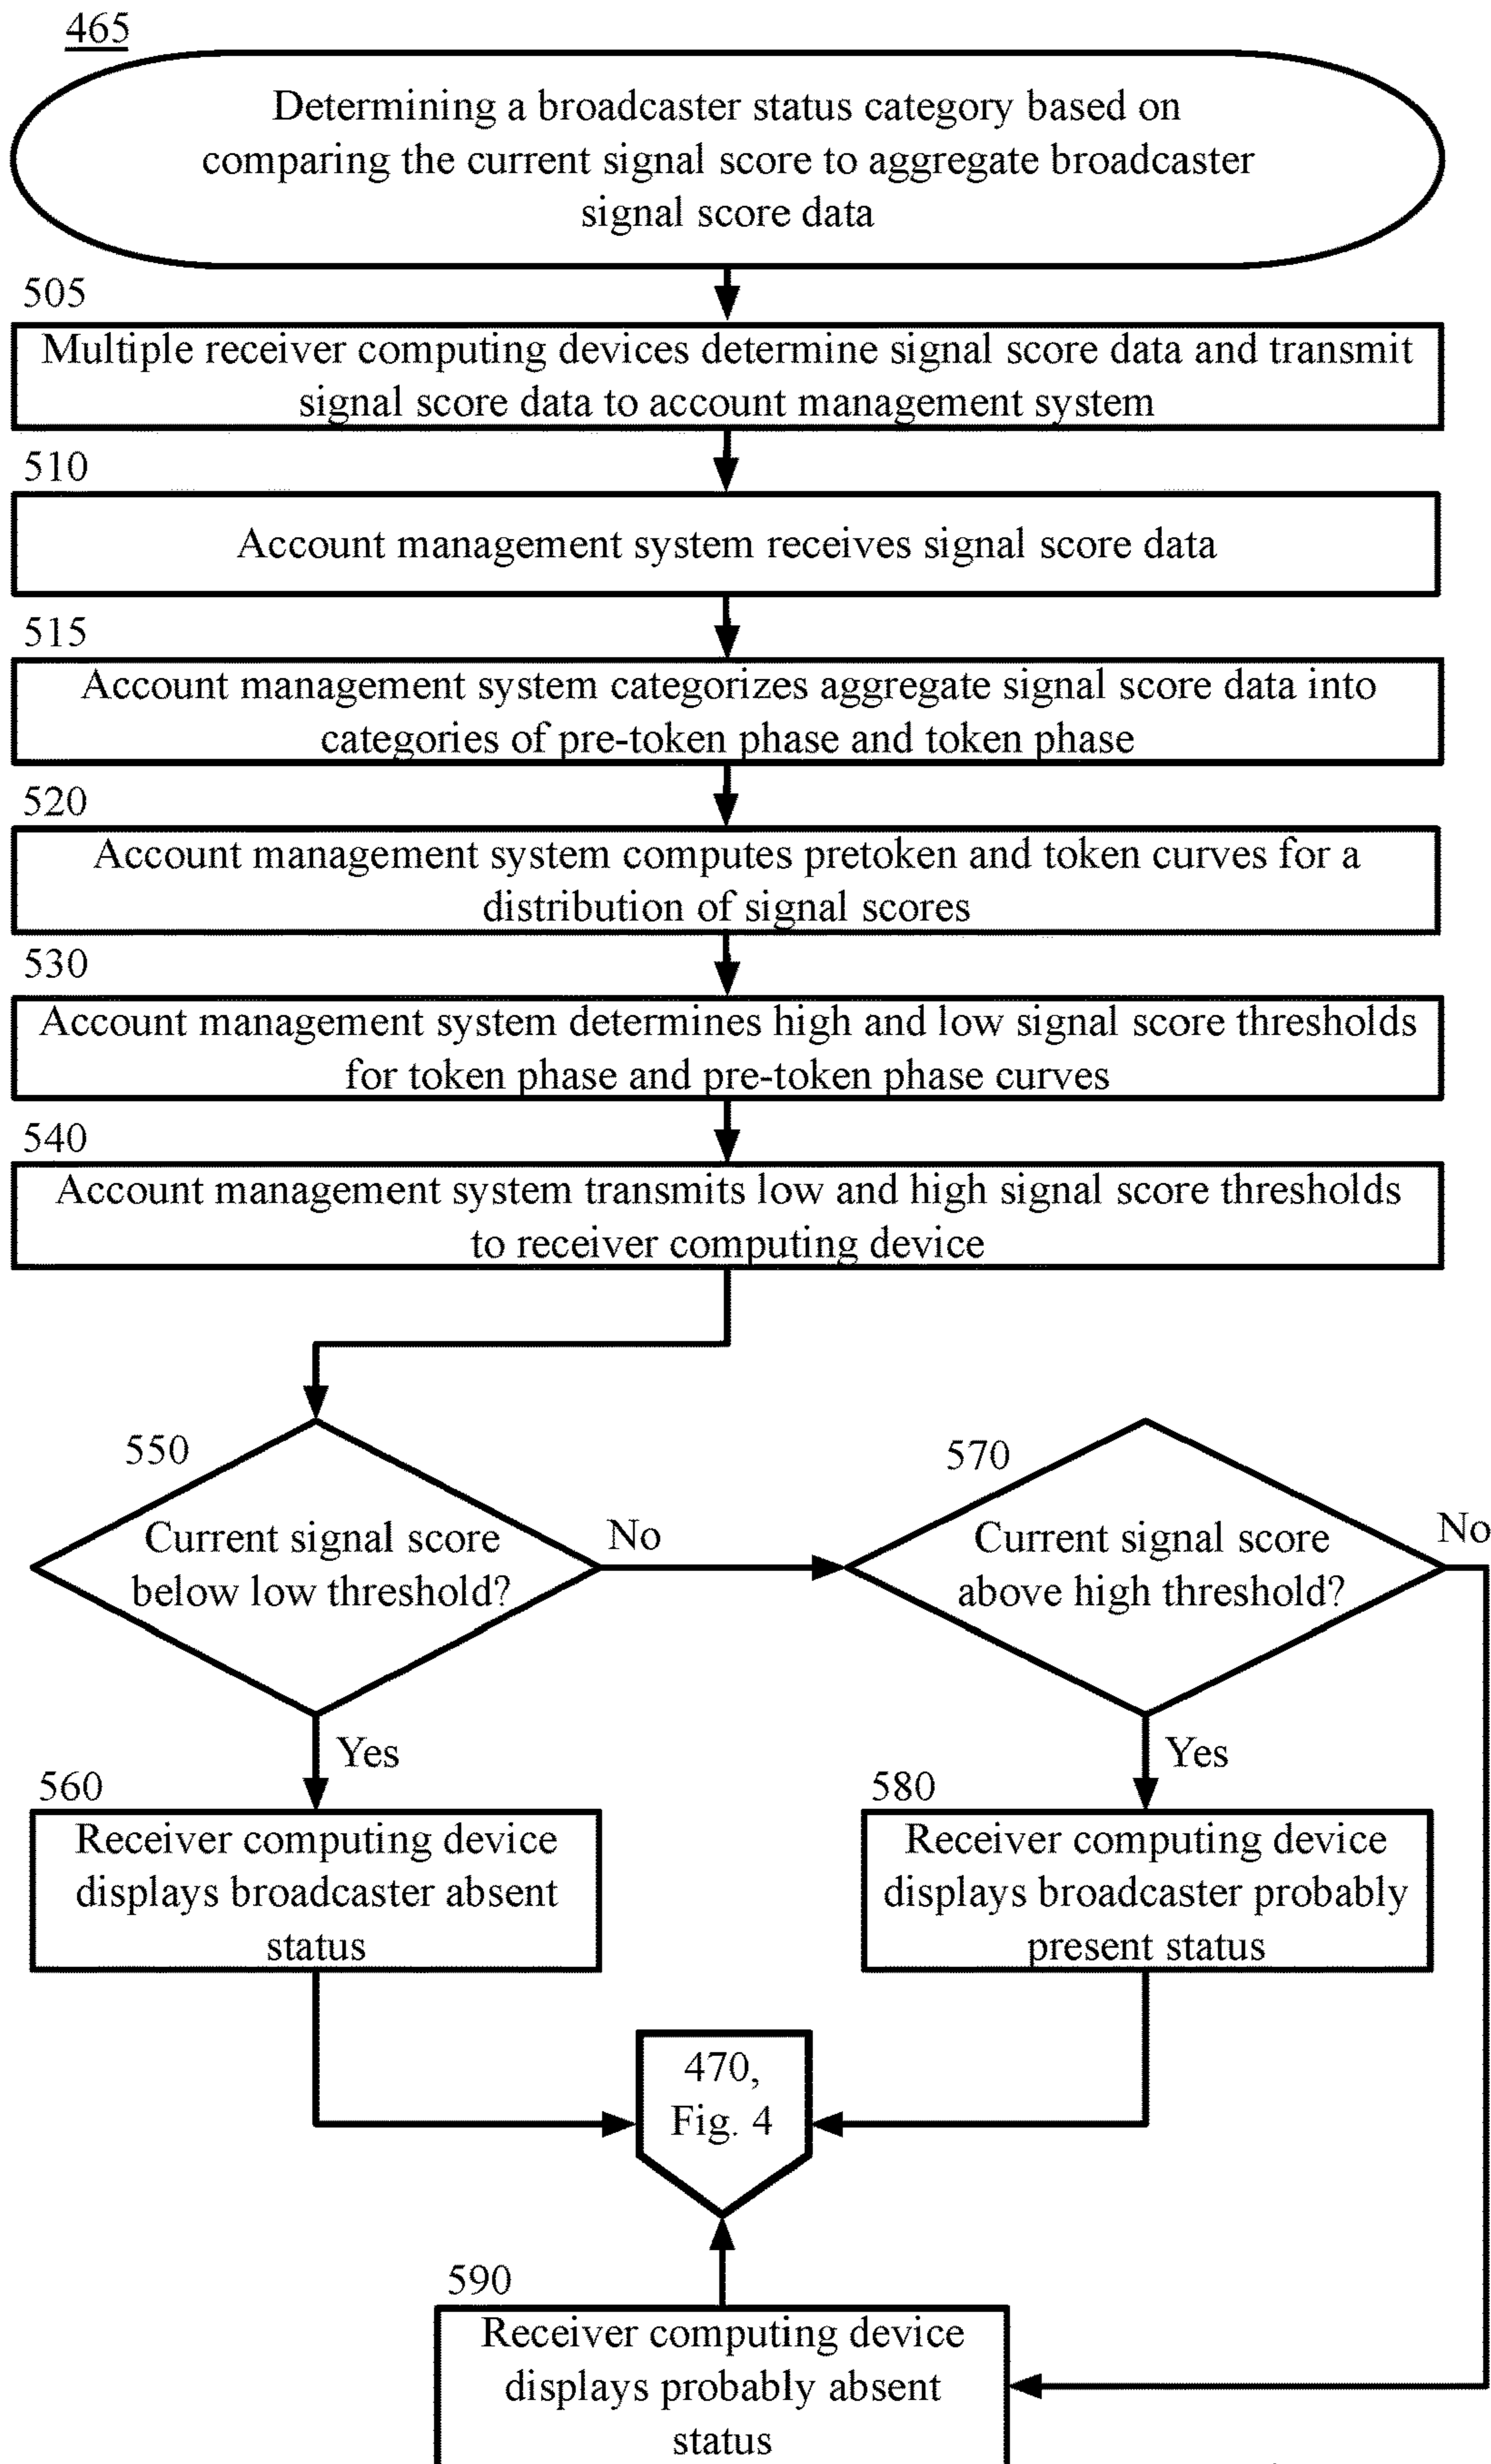 465
Determining a broadcaster status category based on
comparing the current signal score to aggregate broadcaster
signal score data
505
Multiple receiver computing devices determine signal score data and transmit
signal score data to account management system
510
Account management system receives signal score data
515
Account management system categorizes aggregate signal score data into
categories of pre-token phase and token phase
520
Account management system computes pretoken and token curves for a
distribution of signal scores
530
Account management system determines high and low signal score thresholds
for token phase and pre-token phase curves
540
Account management system transmits low and high signal score thresholds
to receiver computing device
550
Current signal score
below low threshold?
No
570
Current signal score
above high threshold?
No
Yes
560
Receiver computing device
displays broadcaster absent
status
Yes
580
Receiver computing device
displays broadcaster probably
present status
470,
Fig. 4
590
Receiver computing device
displays probably absent
status